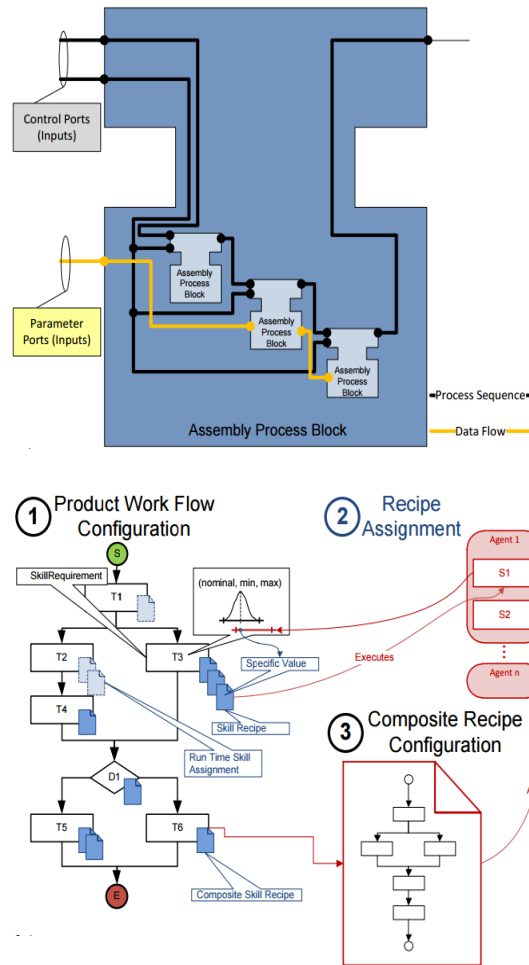 Control Ports
(Inputs)
Assembly
Process
Block
Assembly
Process
Block
Assembly
Process
Block
Parameter
Ports (Inputs)
Process Sequence
Assembly Process Block
Data Flow
1 Product Work Flow
Configuration
2 Recipe
Assignment
S
SkillRequirement
T1
(nominal, min, max)
Agent 1
S1
S2
T2
T3
Specific Value
Executes
Agent n
T4
Skill Recipe
Run Time Skill
Assignment
3 Composite Recipe
Configuration
D1
T5
T6
E
Composite Skill Recipe